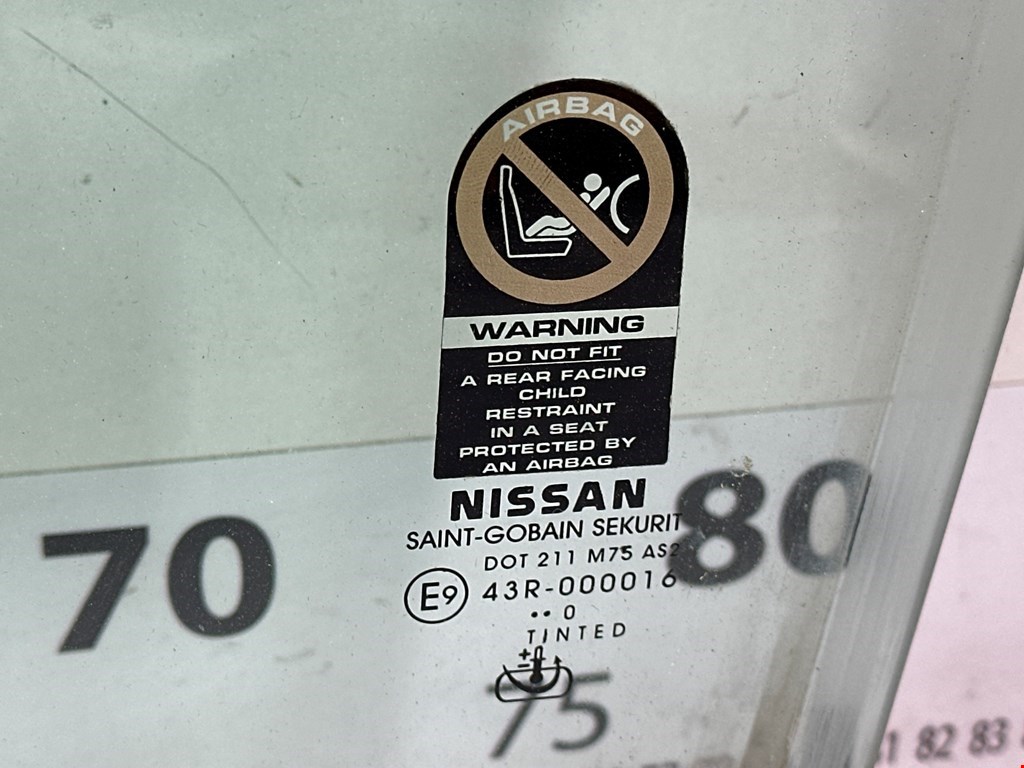 AIRBAG
WARNING
DO NOT FIT
A REAR FACING
CHILD
RESTRAINT
IN A SEAT
PROTECTED BY
AN AIRBAG
NISSAN
SAINT-GOBAIN SEKURIT
DOT 211 M75 AS2
E9 43R-000016
•• 0
TINTED
+
-
70
80
75
82 83